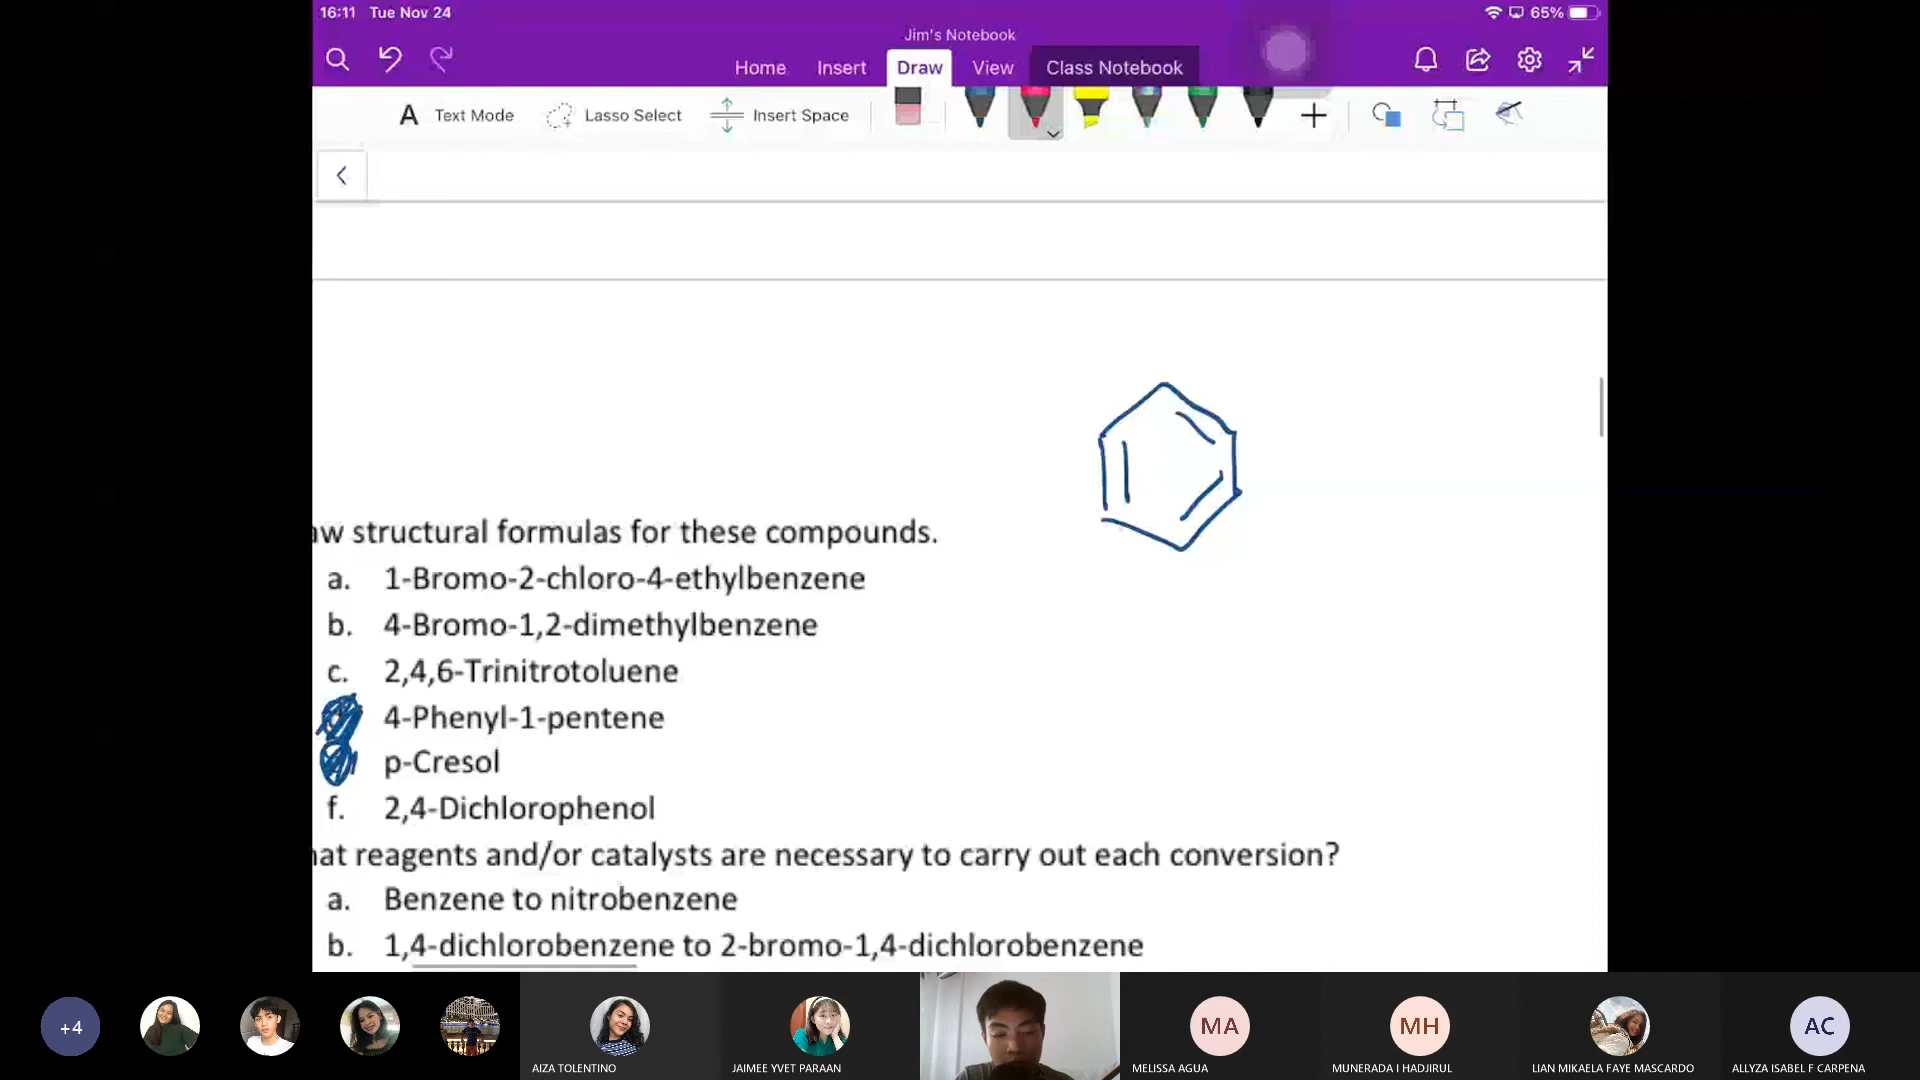 16:11 Tue Nov 24
65%
Jim's Notebook
Home Insert Draw View Class Notebook
A Text Mode Lasso Select Insert Space
aw structural formulas for these compounds.
a. 1-Bromo-2-chloro-4-ethylbenzene
b. 4-Bromo-1,2-dimethylbenzene
c. 2,4,6-Trinitrotoluene
4-Phenyl-1-pentene
p-Cresol
f. 2,4-Dichlorophenol
hat reagents and/or catalysts are necessary to carry out each conversion?
a. Benzene to nitrobenzene
b. 1,4-dichlorobenzene to 2-bromo-1,4-dichlorobenzene
+4
MA
MH
AC
AIZA TOLENTINO
JAIMEE YVET PARAAN
MELISSA AGUA
MUNERADA I HADJIRUL
LIAN MIKAELA FAYE MASCARDO
ALLYZA ISABEL F CARPENA